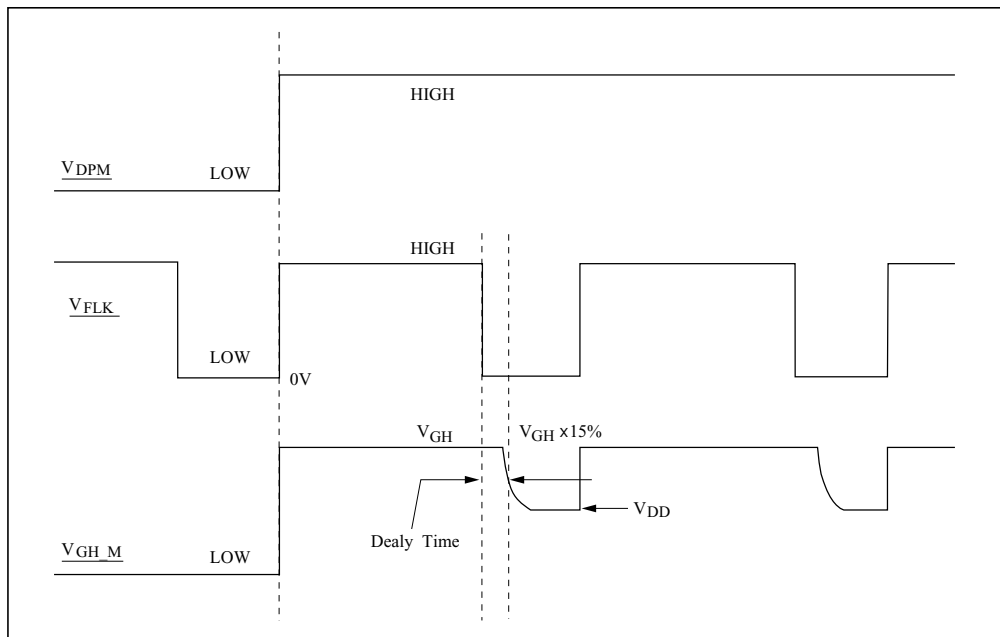 HIGH
VDPM
LOW
HIGH
VFLK
LOW
0V
VGH
VGH x15%
VDD
Dealy Time
VGH_M
LOW